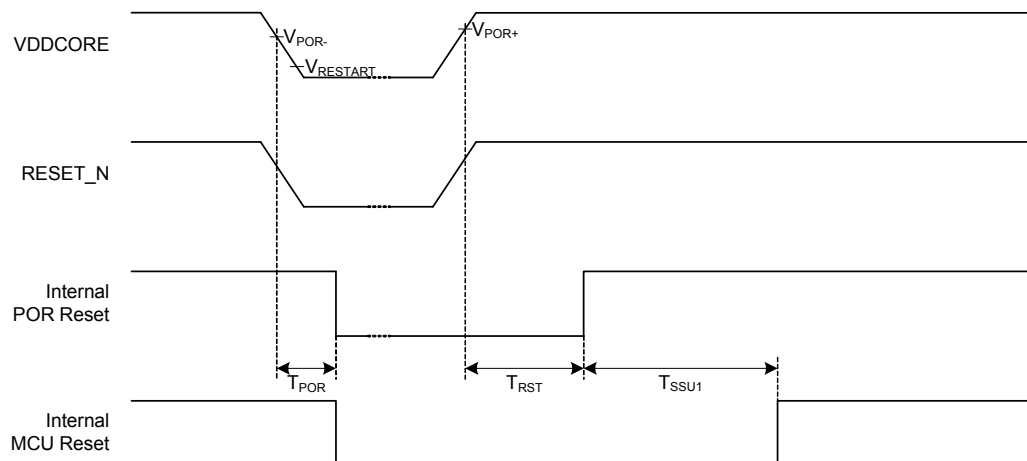 VDDCORE
VPOR-
VRESTART
VPOR+
RESET_N
Internal
POR Reset
TPOR
TRST
TSSU1
Internal
MCU Reset